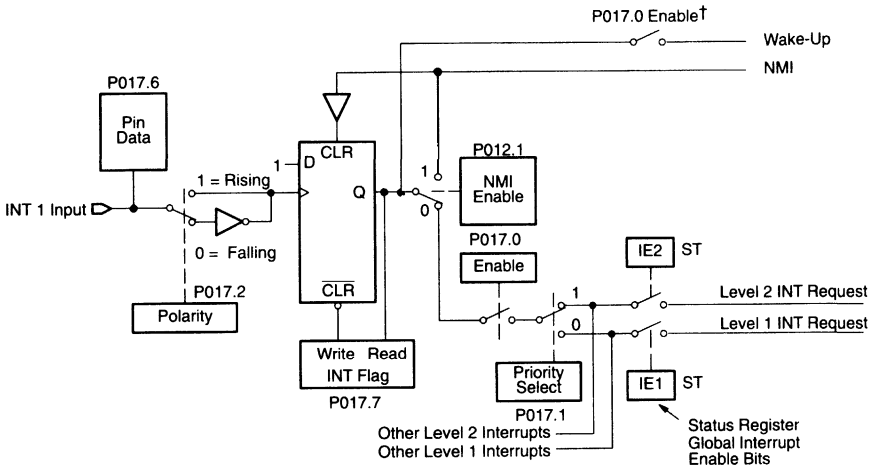 P017.0 Enable†
Wake-Up
NMI
P017.6
Pin
Data
CLR
1
D
Q
P012.1
1
NMI
Enable
0
1 = Rising
INT 1 Input
0 = Falling
P017.0
Enable
IE2 ST
P017.2
Polarity
CLR
1
Level 2 INT Request
0
Level 1 INT Request
Write Read
INT Flag
P017.7
Priority
Select
P017.1
IE1 ST
Status Register
Global Interrupt
Enable Bits
Other Level 2 Interrupts
Other Level 1 Interrupts